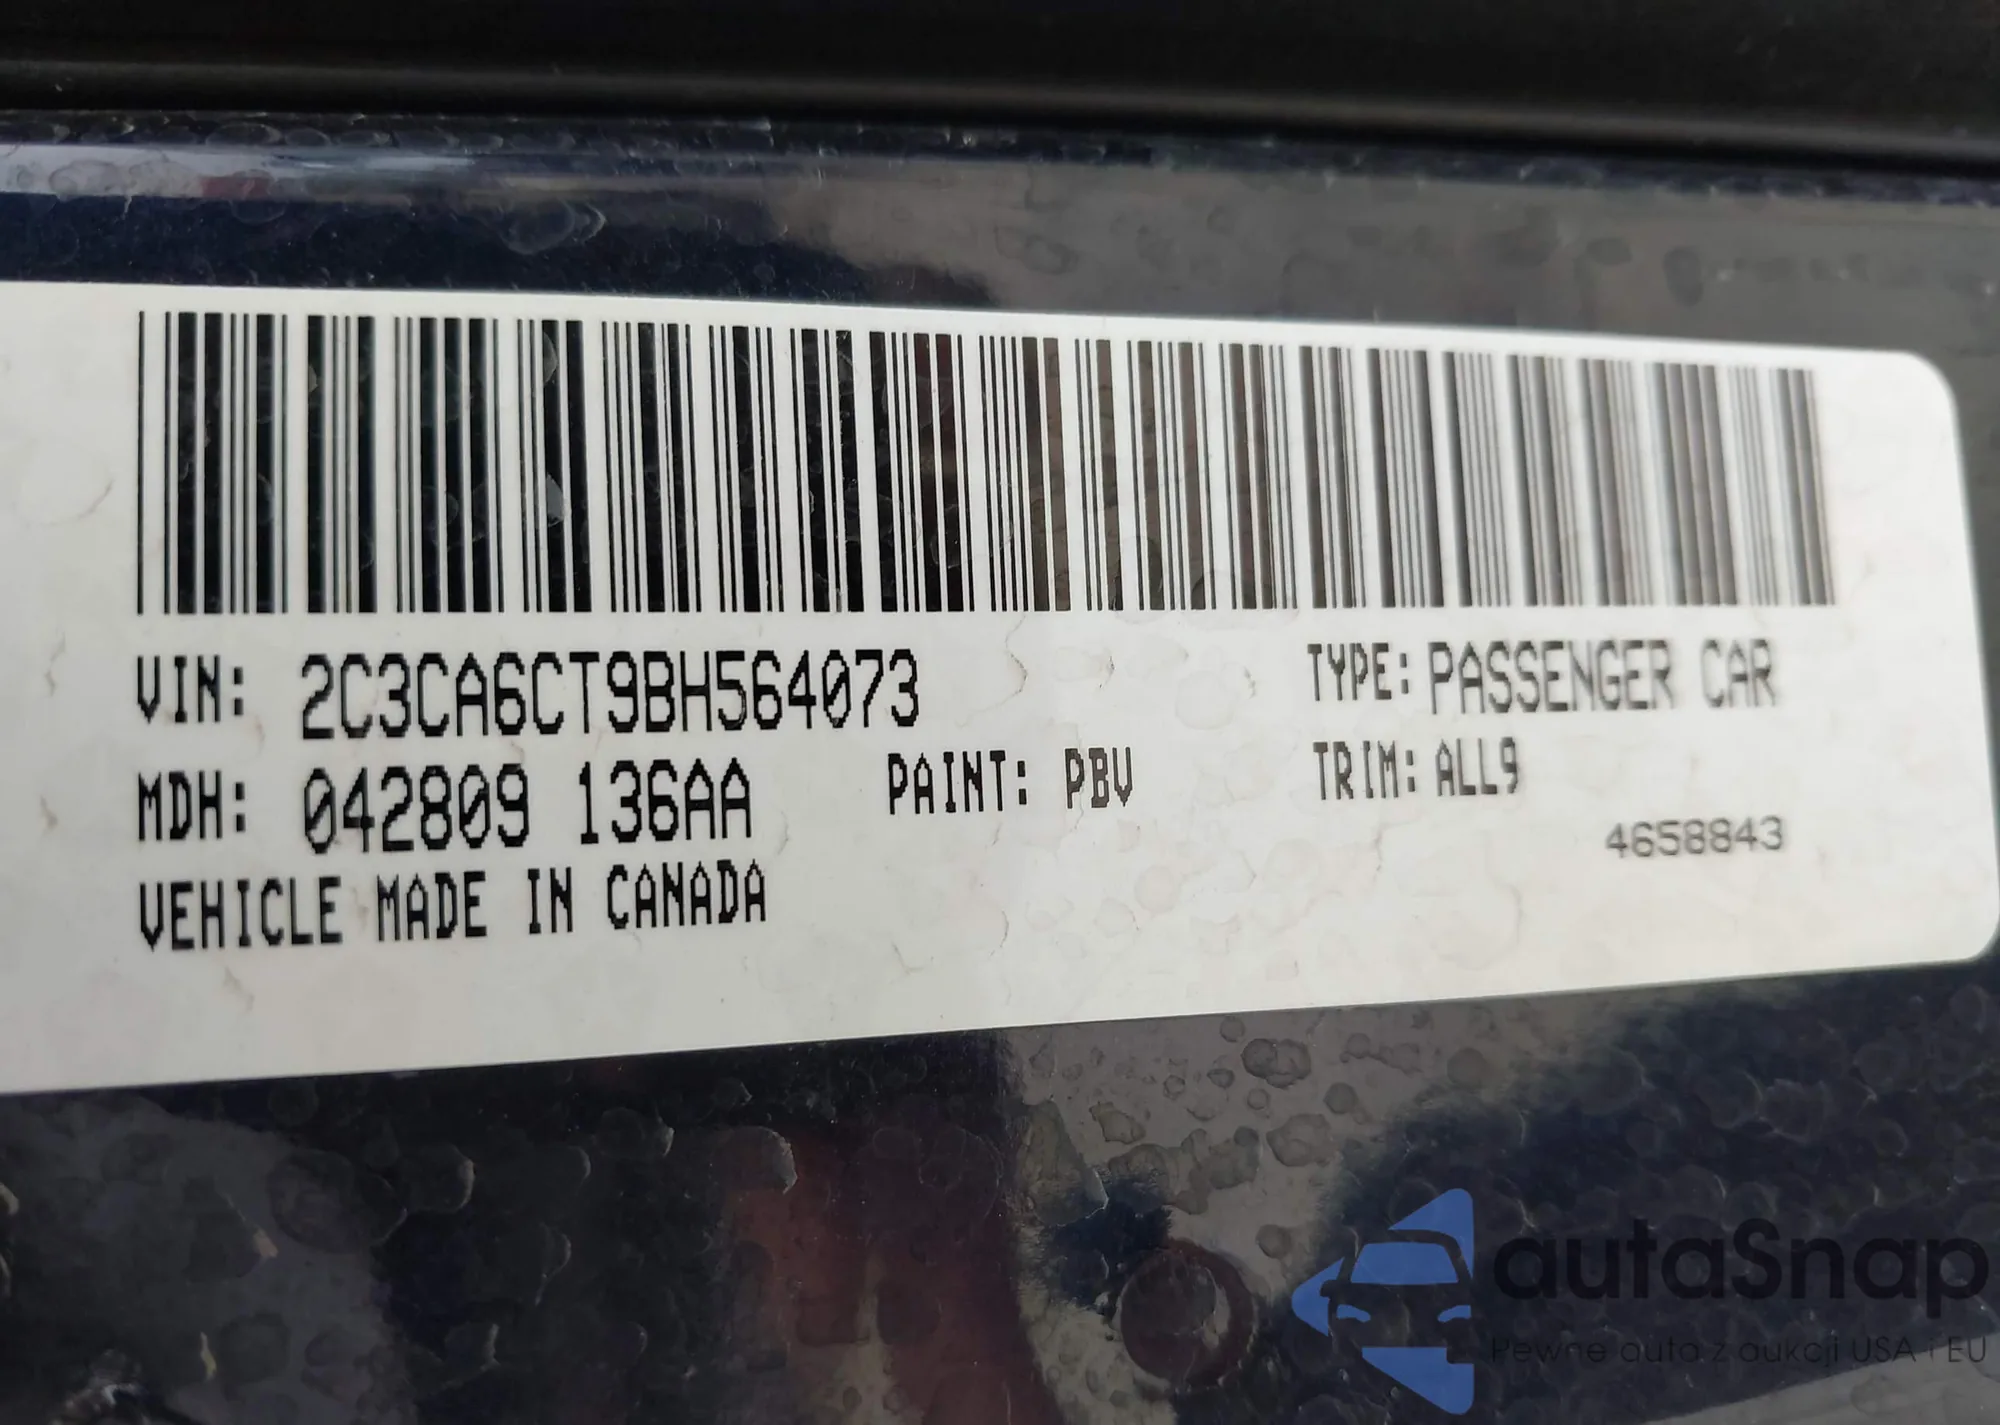 VIN: 2C3CA6CT9BH564073 TYPE: PASSENGER CAR
MDH: 042809 136AA PAINT: PBV TRIM: ALL9
4658843
VEHICLE MADE IN CANADA
autaSnap
Pewne auta z aukcji USA i EU